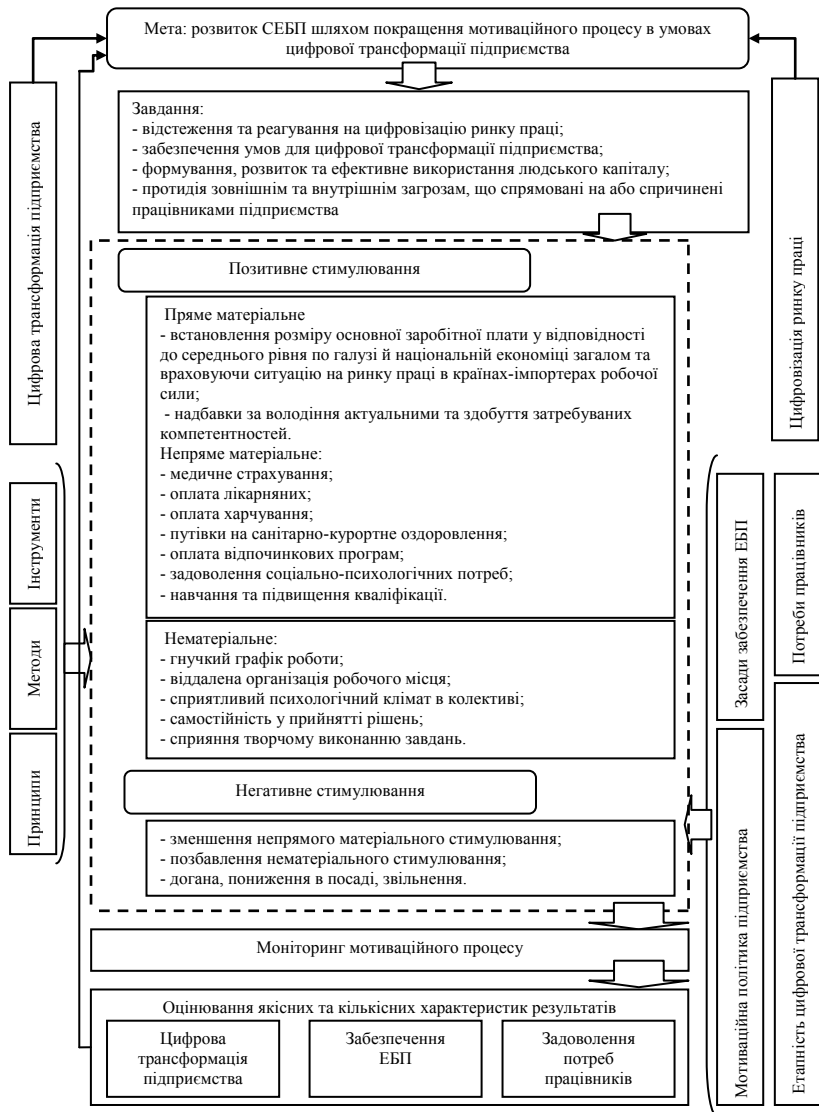 Мета: розвиток СЕБП шляхом покращення мотиваційного процесу в умовах
цифрової трансформації підприємства
Цифрова трансформація підприємства
Цифровізація ринку праці
Завдання:
- відстеження та реагування на цифровізацію ринку праці;
- забезпечення умов для цифрової трансформації підприємства;
- формування, розвиток та ефективне використання людського капіталу;
- протидія зовнішнім та внутрішнім загрозам, що спрямовані на або спричинені
працівниками підприємства
Позитивне стимулювання
Пряме матеріальне
- встановлення розміру основної заробітної плати у відповідності
до середнього рівня по галузі й національній економіці загалом та
враховуючи ситуацію на ринку праці в країнах-імпортерах робочої
сили;
- надбавки за володіння актуальними та здобуття затребуваних
компетентностей.
Непряме матеріальне:
- медичне страхування;
- оплата лікарняних;
- оплата харчування;
- путівки на санітарно-курортне оздоровлення;
- оплата відпочинкових програм;
- задоволення соціально-психологічних потреб;
- навчання та підвищення кваліфікації.
Нематеріальне:
- гнучкий графік роботи;
- віддалена організація робочого місця;
- сприятливий психологічний клімат в колективі;
- самостійність у прийнятті рішень;
- сприяння творчому виконанню завдань.
Негативне стимулювання
- зменшення непрямого матеріального стимулювання;
- позбавлення нематеріального стимулювання;
- догана, пониження в посаді, звільнення.
Інструменти
Методи
Принципи
Засади забезпечення ЕБП
Потреби працівників
Мотиваційна політика підприємства
Етапність цифрової трансформації підприємства
Моніторинг мотиваційного процесу
Оцінювання якісних та кількісних характеристик результатів
Цифрова
трансформація
підприємства
Забезпечення
ЕБП
Задоволення
потреб
працівників